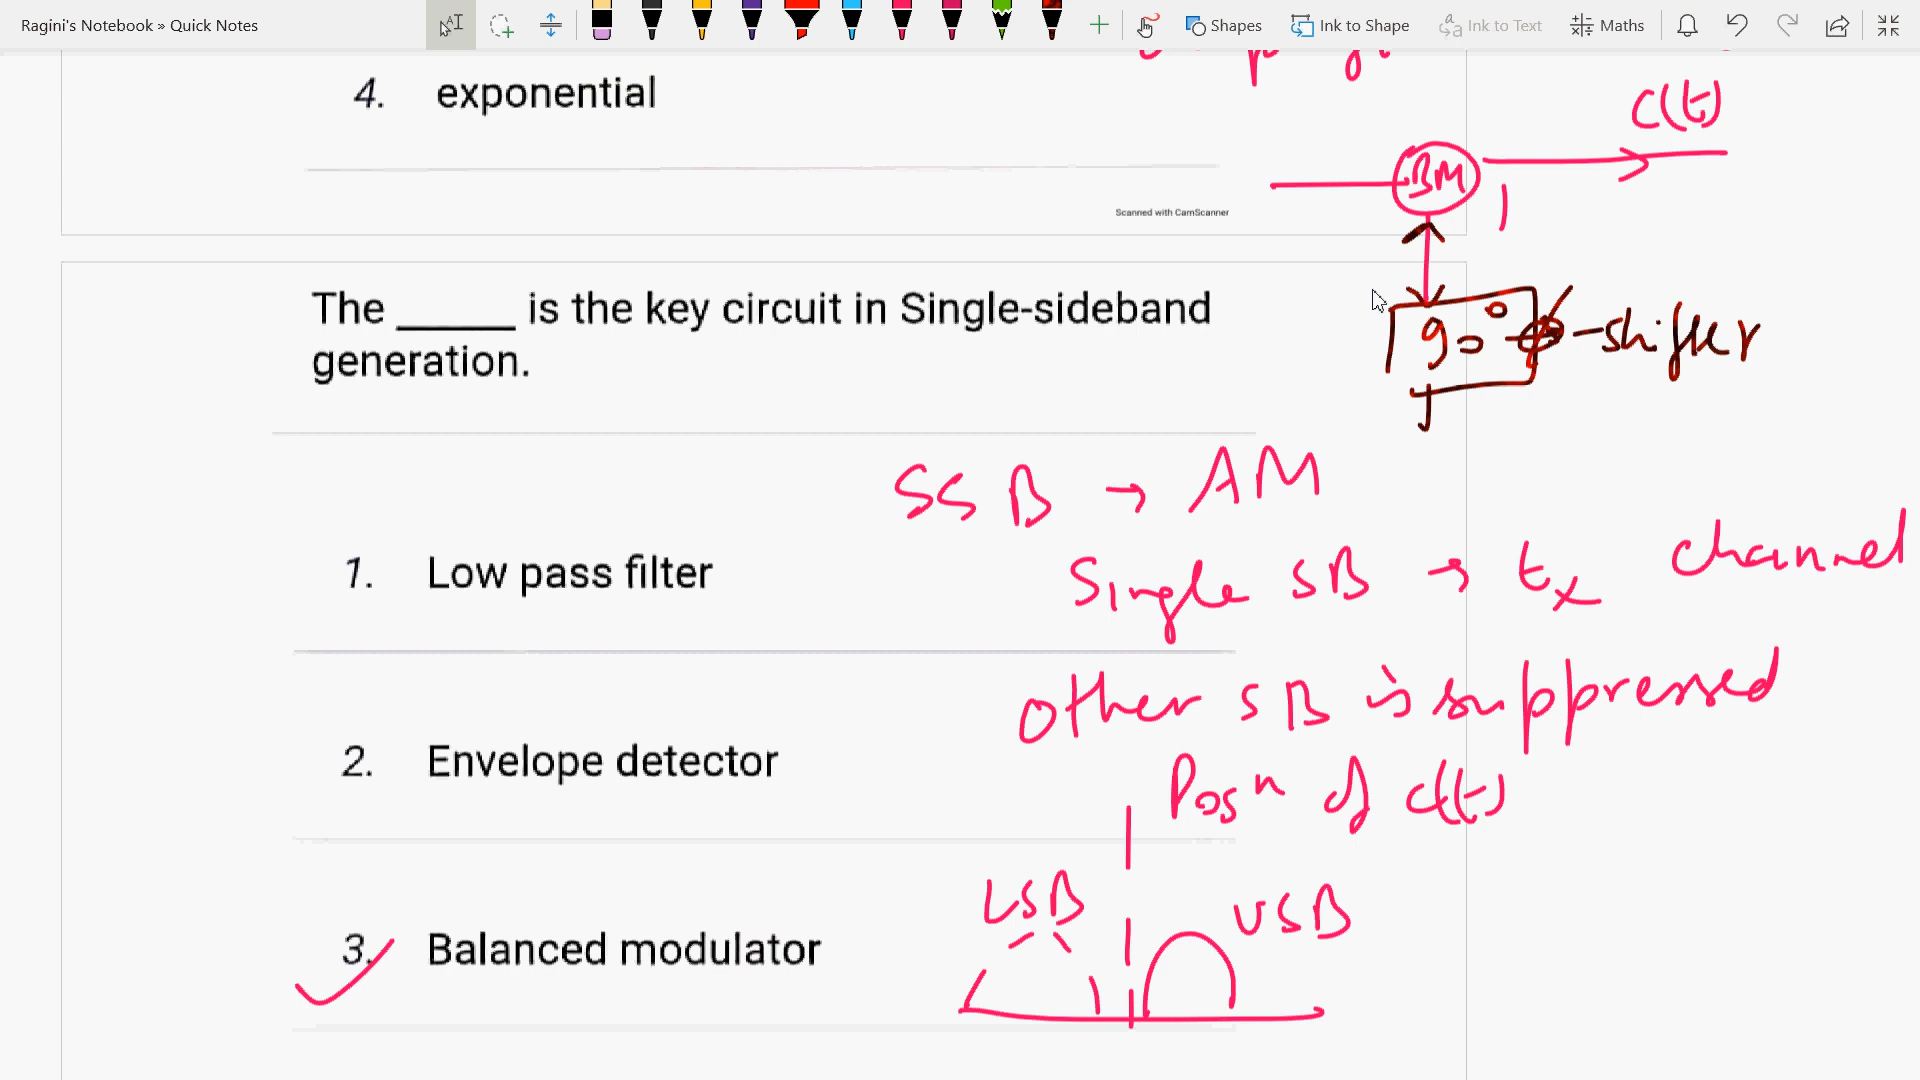 Ragini's Notebook » Quick Notes
Shapes
Ink to Shape
Ink to Text
Maths
4. exponential
C(t)
BM
Scanned with CamScanner
The _____ is the key circuit in Single-sideband
generation.
90° ϕ-shifter
SSB → AM
1. Low pass filter
Single SB → tx channel
Other SB is suppressed
2. Envelope detector
Posn of c(t)
LSB USB
3. Balanced modulator